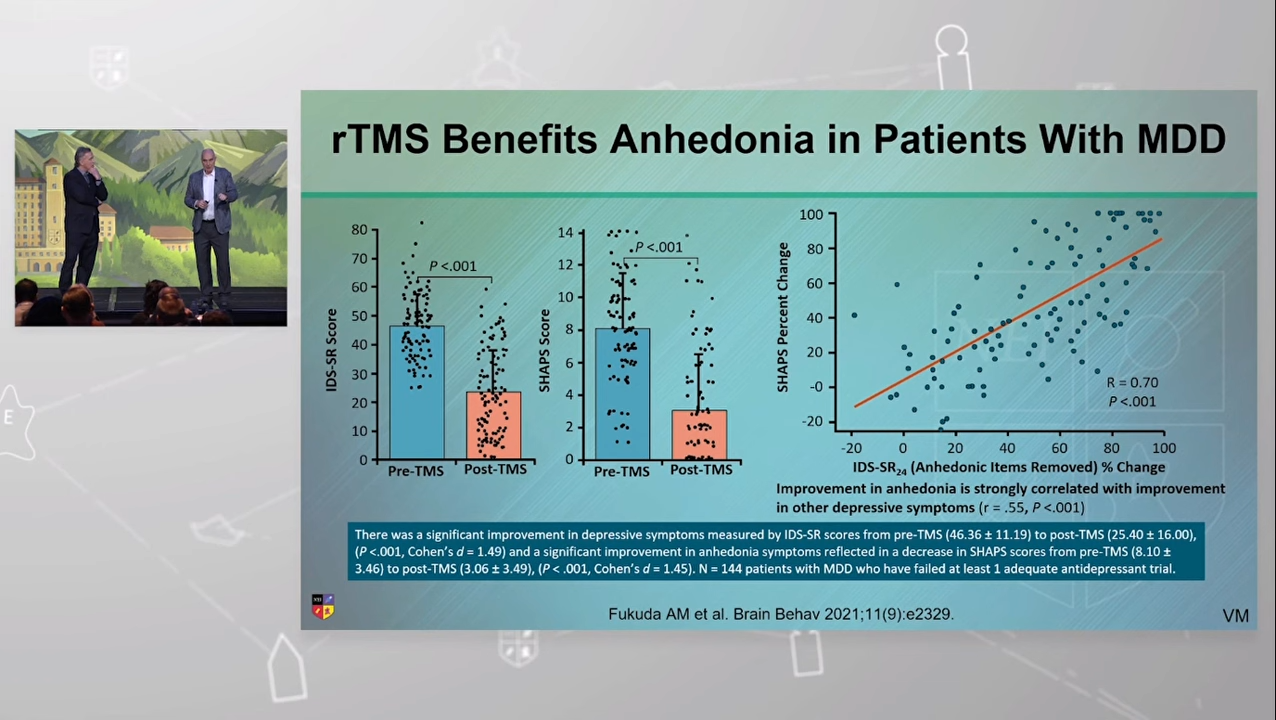 rTMS Benefits Anhedonia in Patients With MDD
IDS-SR Score
80
70
60
50
40
30
20
10
0
P <.001
Pre-TMS
Post-TMS
SHAPS Score
14
12
10
8
6
4
2
0
P <.001
Pre-TMS
Post-TMS
SHAPS Percent Change
100
80
60
40
20
-0
-20
R = 0.70
P <.001
-20 0 20 40 60 80 100
IDS-SR24 (Anhedonic Items Removed) % Change
Improvement in anhedonia is strongly correlated with improvement
in other depressive symptoms (r = .55, P <.001)
There was a significant improvement in depressive symptoms measured by IDS-SR scores from pre-TMS (46.36 ± 11.19) to post-TMS (25.40 ± 16.00),
(P <.001, Cohen's d = 1.49) and a significant improvement in anhedonia symptoms reflected in a decrease in SHAPS scores from pre-TMS (8.10 ±
3.46) to post-TMS (3.06 ± 3.49), (P < .001, Cohen's d = 1.45). N = 144 patients with MDD who have failed at least 1 adequate antidepressant trial.
Fukuda AM et al. Brain Behav 2021;11(9):e2329.
VM
E